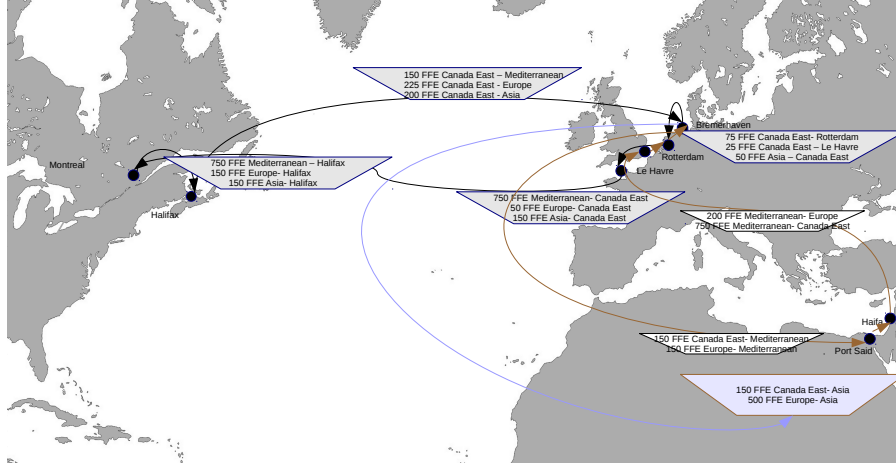 150 FFE Canada East – Mediterranean
225 FFE Canada East - Europe
200 FFE Canada East - Asia
Bremerhaven
75 FFE Canada East- Rotterdam
25 FFE Canada East – Le Havre
50 FFE Asia – Canada East
Rotterdam
Montreal
750 FFE Mediterranean – Halifax
150 FFE Europe- Halifax
150 FFE Asia- Halifax
Le Havre
750 FFE Mediterranean- Canada East
50 FFE Europe- Canada East
150 FFE Asia- Canada East
Halifax
200 FFE Mediterranean- Europe
750 FFE Mediterranean- Canada East
Haifa
150 FFE Canada East- Mediterranean
150 FFE Europe- Mediterranean
Port Said
150 FFE Canada East- Asia
500 FFE Europe- Asia